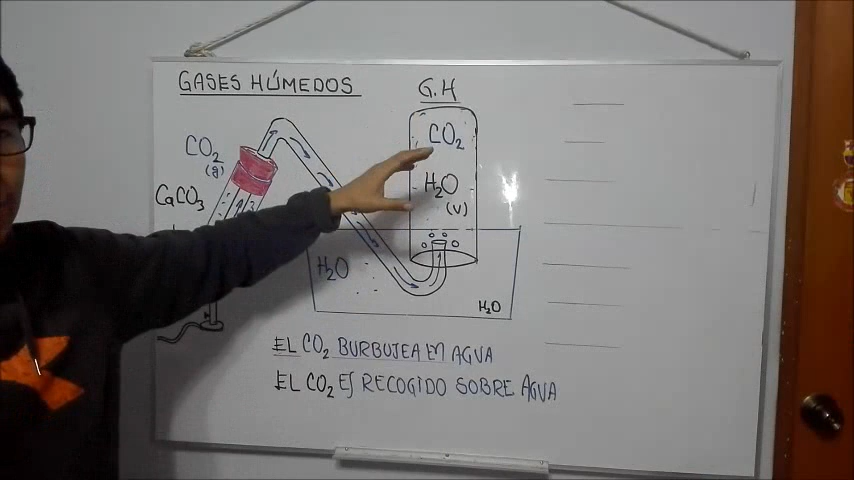 GASES HÚMEDOS
G.H
CO2
(g)
CaCO3
CO2
H2O
(V)
H2O
H2O
EL CO2 BURBUJEA EN AGUA
EL CO2 ES RECOGIDO SOBRE AGUA